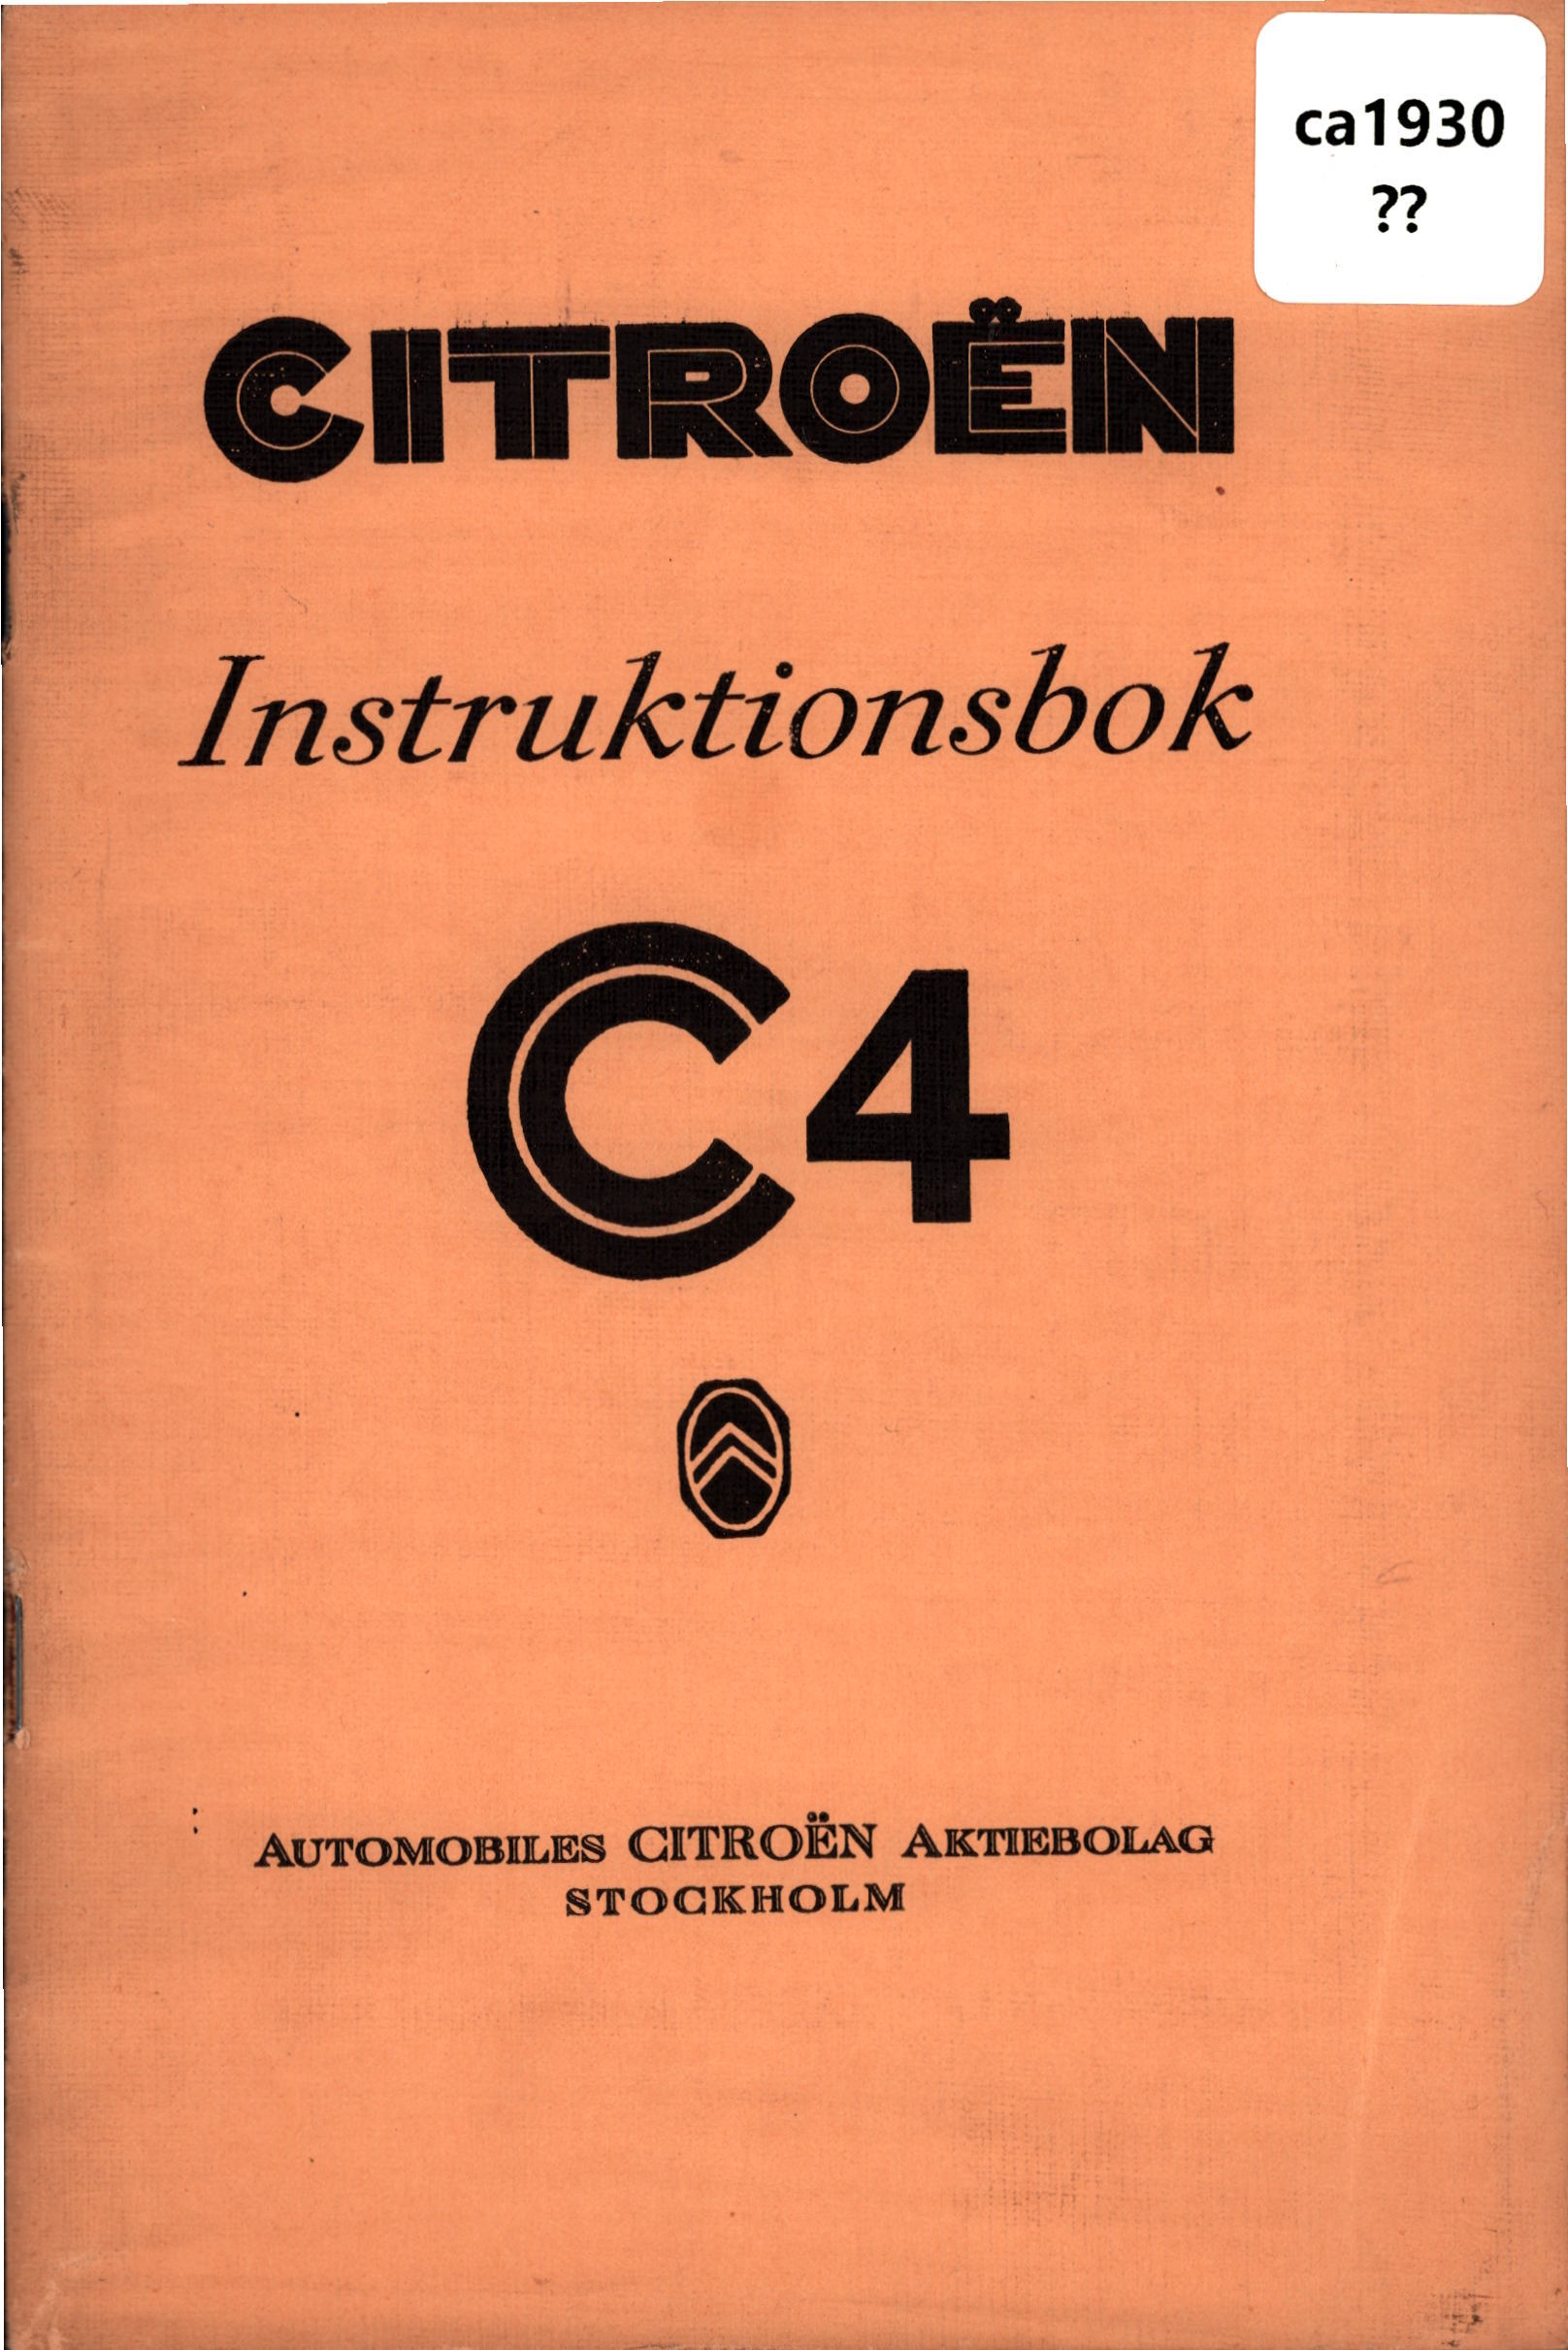 ca1930
??
CITROËN
Instruktionsbok
C4
AUTOMOBILES CITROËN AKTIEBOLAG
STOCKHOLM